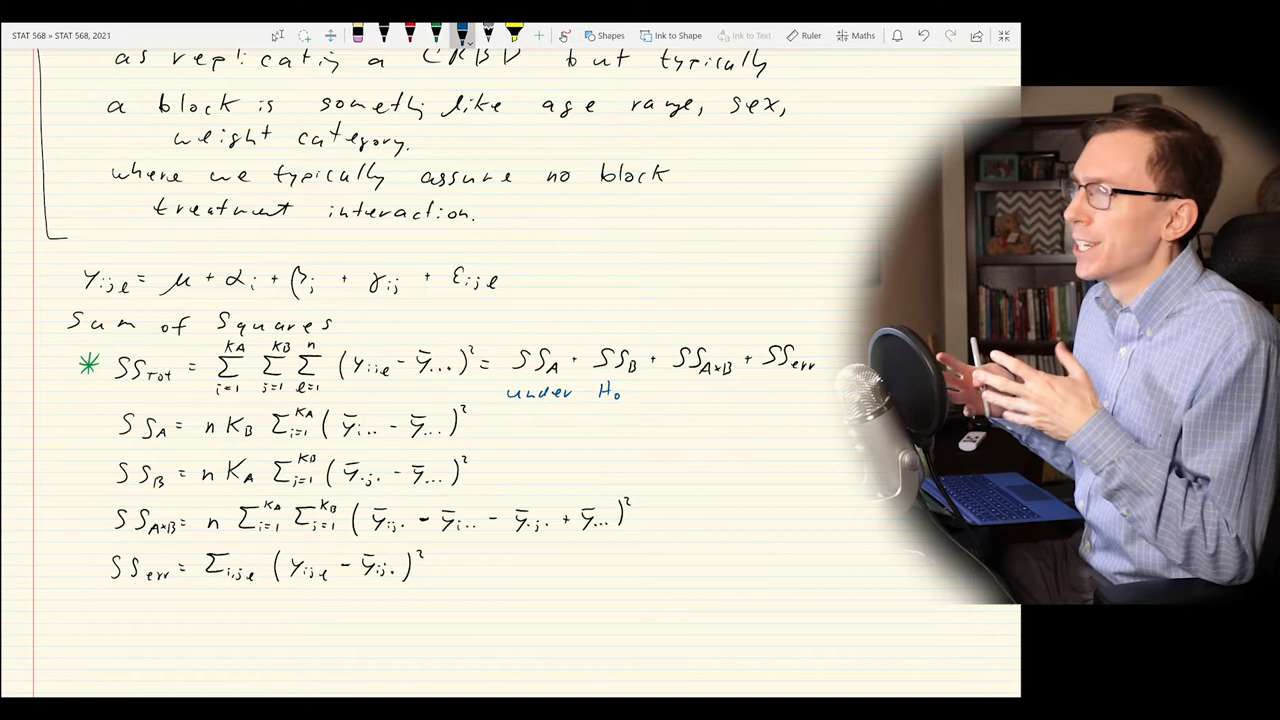 STAT 568 » STAT 568, 2021
Shapes Ink to Shape Ink to Text Ruler Maths
as replicating a CRBD but typically
a block is something like age range, sex,
weight category.
where we typically assume no block
treatment interaction.
Yijℓ = μ + αi + βj + γij + εijℓ
Sum of Squares
* SSTot = Σ_{i=1}^{KA} Σ_{j=1}^{KB} Σ_{ℓ=1}^{n} (yijℓ - ȳ...)² = SSA + SSB + SSA×B + SSerr
under H₀
SSA = n KB Σ_{i=1}^{KA} (ȳi.. - ȳ...)²
SSB = n KA Σ_{j=1}^{KB} (ȳ.j. - ȳ...)²
SSA×B = n Σ_{i=1}^{KA} Σ_{j=1}^{KB} (ȳij. - ȳi.. - ȳ.j. + ȳ...)²
SSerr = Σijℓ (yijℓ - ȳij.)²